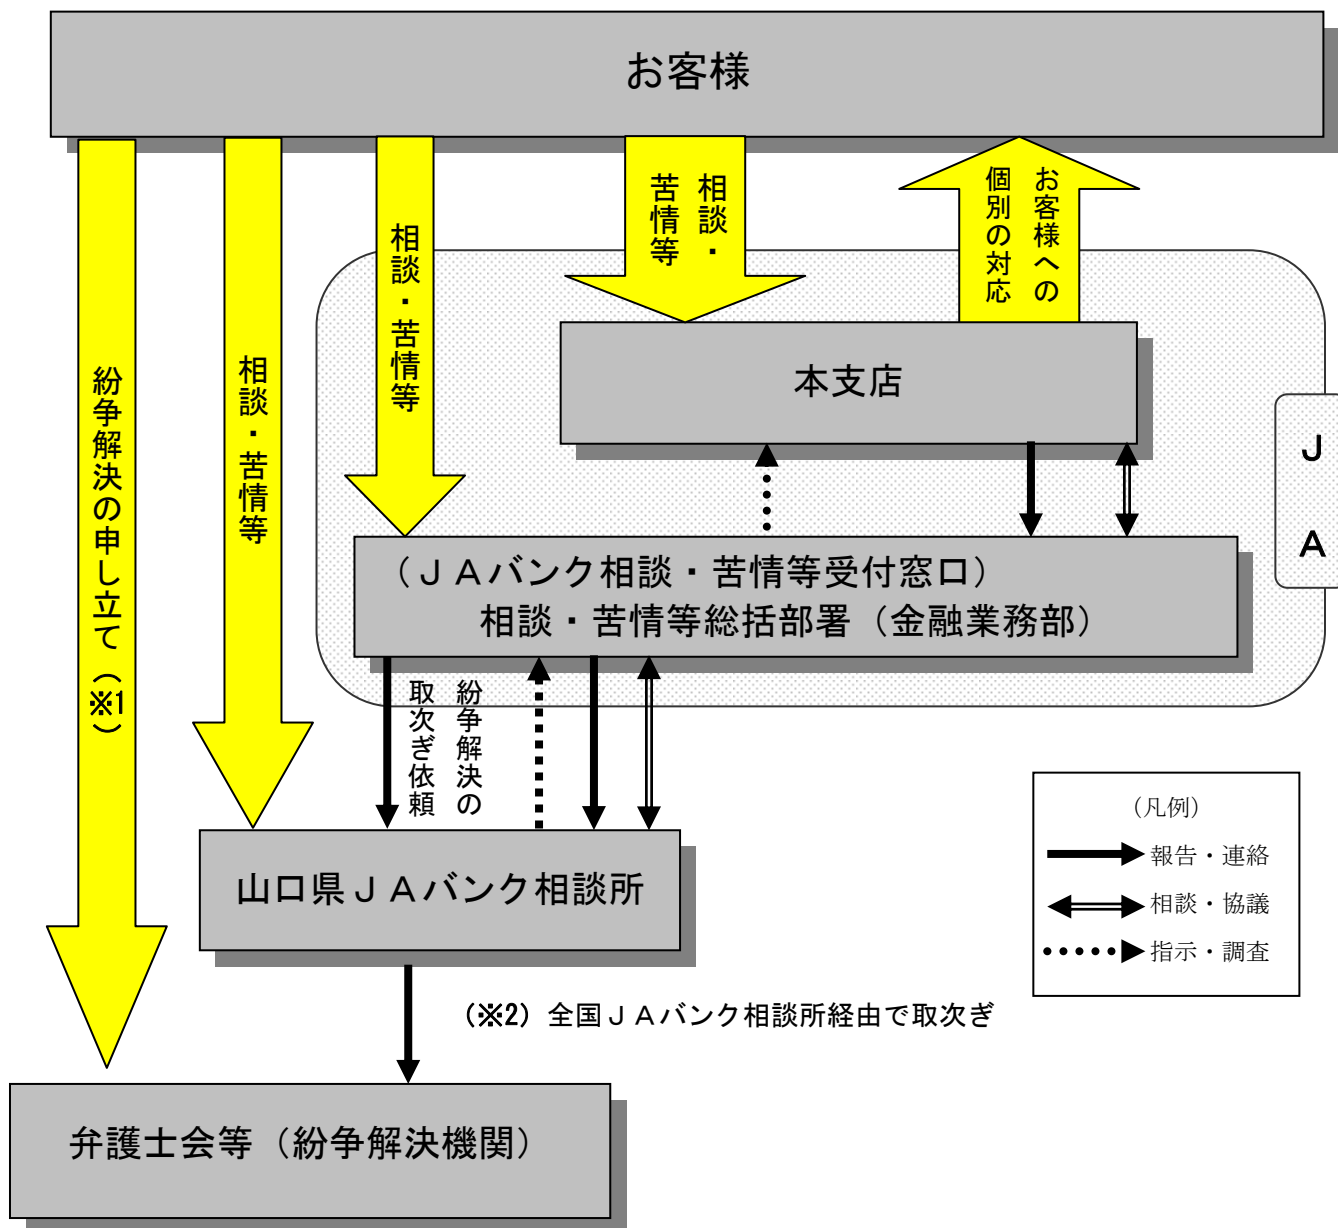 お客様
紛争解決の申し立て（※1）
相談・苦情等
相談・苦情等
相談・
苦情等
お客様への
個別の対応
本支店
J
A
（ＪＡバンク相談・苦情等受付窓口）
相談・苦情等総括部署（金融業務部）
紛争解決の
取次ぎ依頼
山口県ＪＡバンク相談所
（凡例）
報告・連絡
相談・協議
指示・調査
（※2）全国ＪＡバンク相談所経由で取次ぎ
弁護士会等（紛争解決機関）